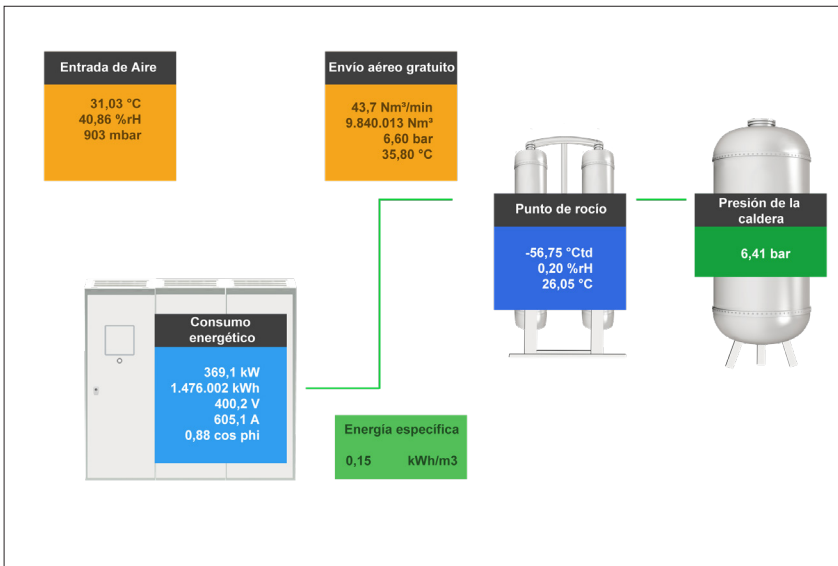 Entrada de Aire
31,03 °C
40,86 %rH
903 mbar
Envío aéreo gratuito
43,7 Nm³/min
9.840.013 Nm³
6,60 bar
35,80 °C
Punto de rocío
-56,75 °Ctd
0,20 %rH
26,05 °C
Presión de la
caldera
6,41 bar
Consumo
energético
369,1 kW
1.476.002 kWh
400,2 V
605,1 A
0,88 cos phi
Energía específica
0,15 kWh/m3